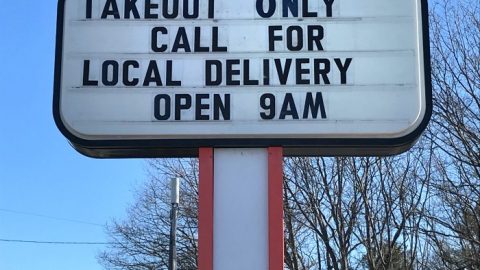 TAKEOUT ONLY
CALL FOR
LOCAL DELIVERY
OPEN 9AM